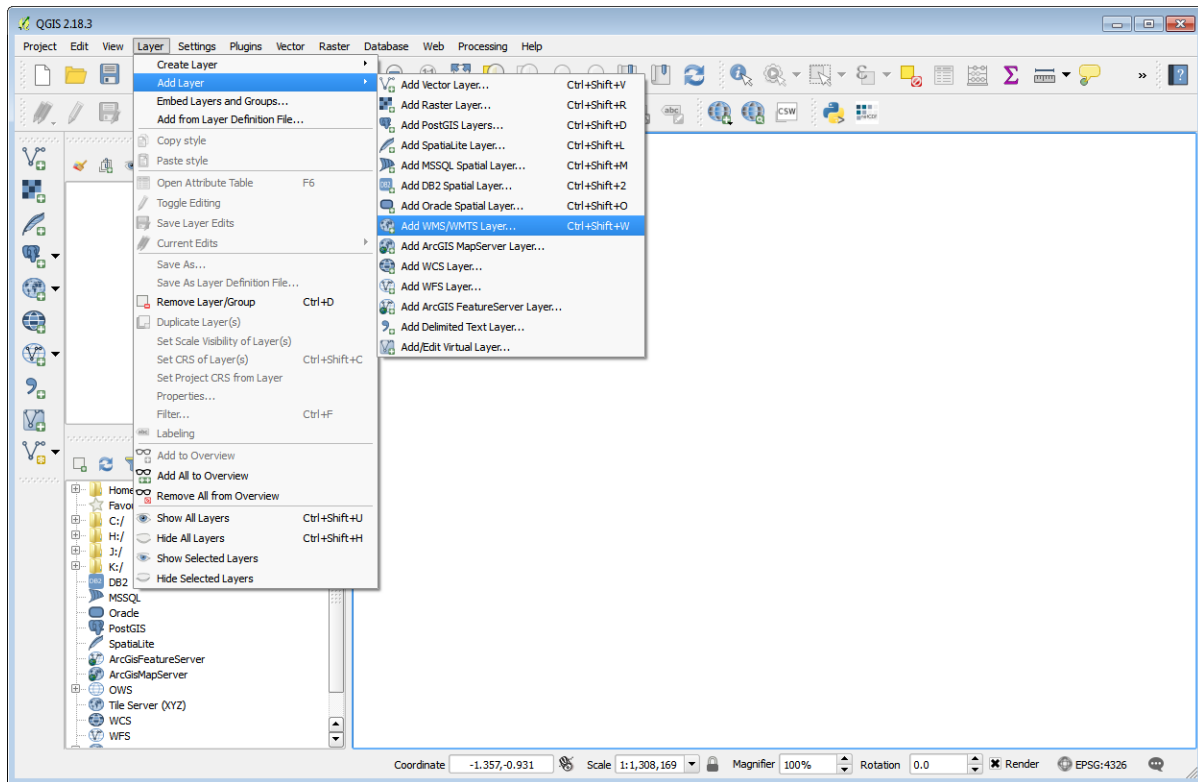 QGIS 2.18.3
Project Edit View Layer Settings Plugins Vector Raster Database Web Processing Help
Create Layer
Add Layer
Embed Layers and Groups...
Add from Layer Definition File...
Copy style
Paste style
Open Attribute Table F6
Toggle Editing
Save Layer Edits
Current Edits
Save As...
Save As Layer Definition File...
Remove Layer/Group Ctrl+D
Duplicate Layer(s)
Set Scale Visibility of Layer(s)
Set CRS of Layer(s) Ctrl+Shift+C
Set Project CRS from Layer
Properties...
Filter... Ctrl+F
Labeling
Add to Overview
Add All to Overview
Remove All from Overview
Show All Layers Ctrl+Shift+U
Hide All Layers Ctrl+Shift+H
Show Selected Layers
Hide Selected Layers
Add Vector Layer... Ctrl+Shift+V
Add Raster Layer... Ctrl+Shift+R
Add PostGIS Layers... Ctrl+Shift+D
Add SpatiaLite Layer... Ctrl+Shift+L
Add MSSQL Spatial Layer... Ctrl+Shift+M
Add DB2 Spatial Layer... Ctrl+Shift+2
Add Oracle Spatial Layer... Ctrl+Shift+O
Add WMS/WMTS Layer... Ctrl+Shift+W
Add ArcGIS MapServer Layer...
Add WCS Layer...
Add WFS Layer...
Add ArcGIS FeatureServer Layer...
Add Delimited Text Layer...
Add/Edit Virtual Layer...
abc CSW
Home
Favou
C:/
H:/
J:/
K:/
DB2
MSSQL
Oracle
PostGIS
SpatiaLite
ArcGisFeatureServer
ArcGisMapServer
OWS
Tile Server (XYZ)
WCS
WFS
Coordinate -1.357,-0.931 Scale 1:1,308,169 Magnifier 100% Rotation 0.0 Render EPSG:4326